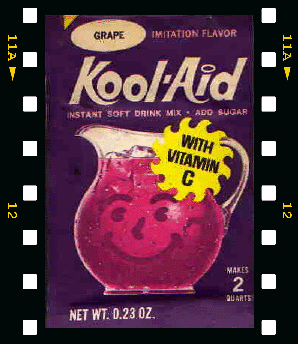 11A
11A
GRAPE
IMITATION FLAVOR
Kool-Aid
INSTANT SOFT DRINK MIX • ADD SUGAR
WITH
VITAMIN
C
12
12
MAKES
2
QUARTS
NET WT. 0.23 OZ.